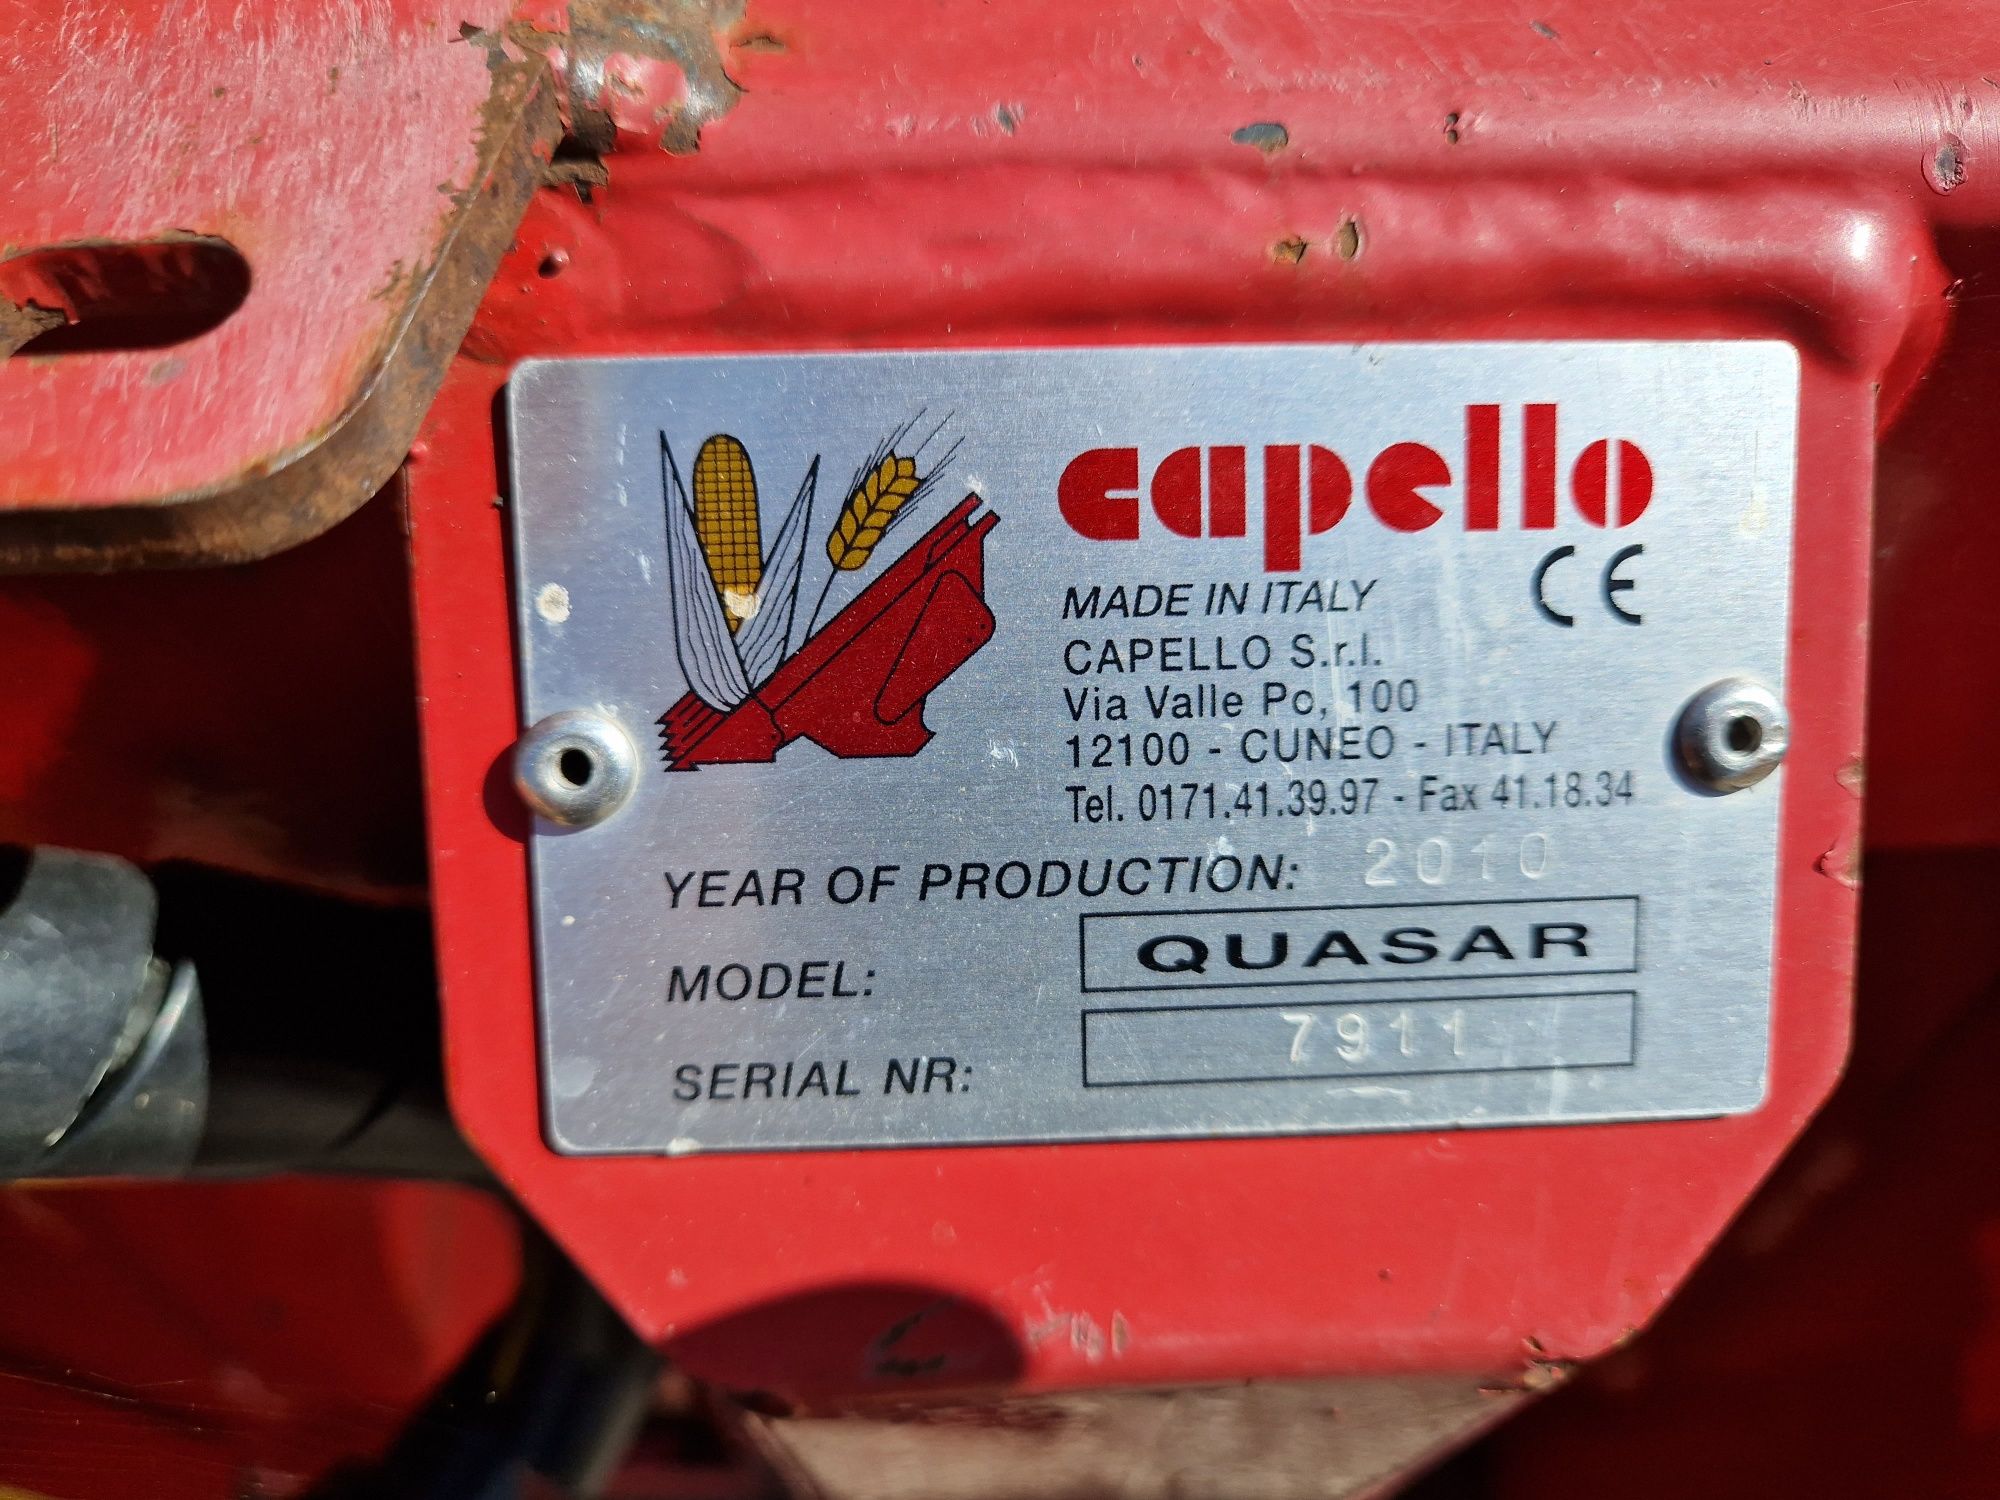 capello
CE
MADE IN ITALY
CAPELLO S.r.l.
Via Valle Po, 100
12100 - CUNEO - ITALY
Tel. 0171.41.39.97 - Fax 41.18.34
YEAR OF PRODUCTION: 2010
MODEL: QUASAR
SERIAL NR: 7911